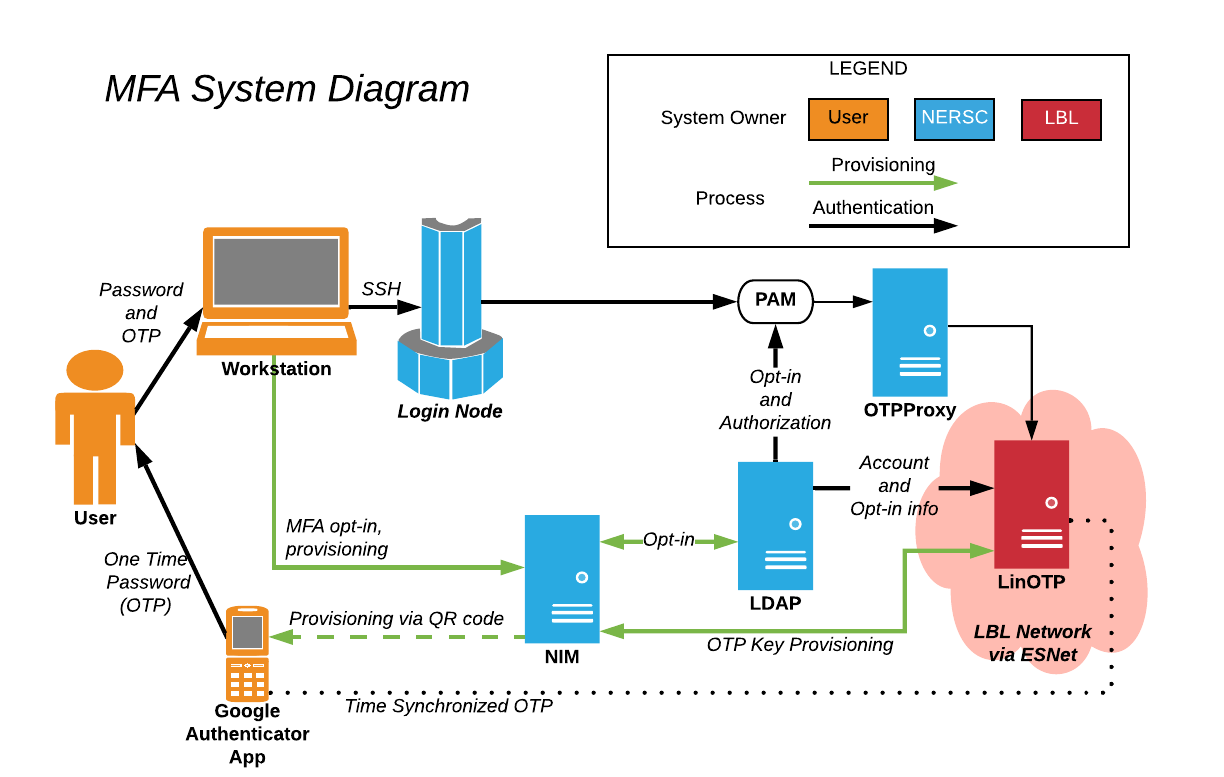 MFA System Diagram
LEGEND
System Owner
User
NERSC
LBL
Process
Provisioning
Authentication
Password
and
OTP
SSH
PAM
Workstation
Login Node
OTPProxy
Opt-in
and
Authorization
Account
and
Opt-in info
User
MFA opt-in,
provisioning
Opt-in
LinOTP
LDAP
One Time
Password
(OTP)
Provisioning via QR code
NIM
OTP Key Provisioning
LBL Network
via ESNet
Time Synchronized OTP
Google
Authenticator
App